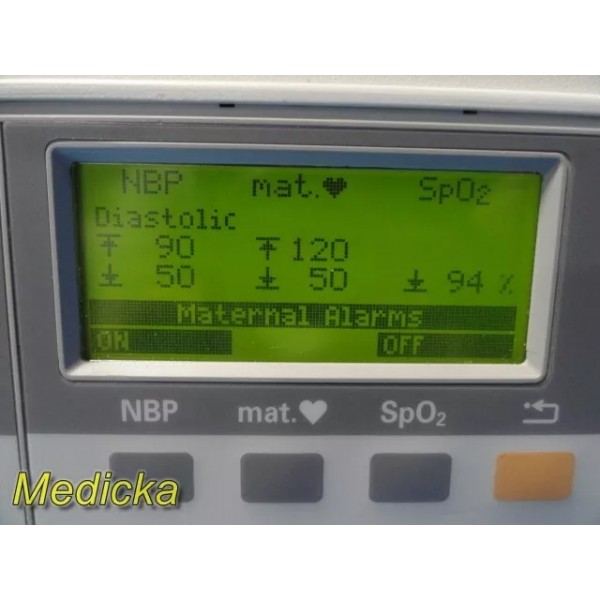 NBP mat.♥ SpO₂
Diastolic
90 120
50 50 94 %
Maternal Alarms
ON OFF
NBP mat.♥ SpO₂
Medicka